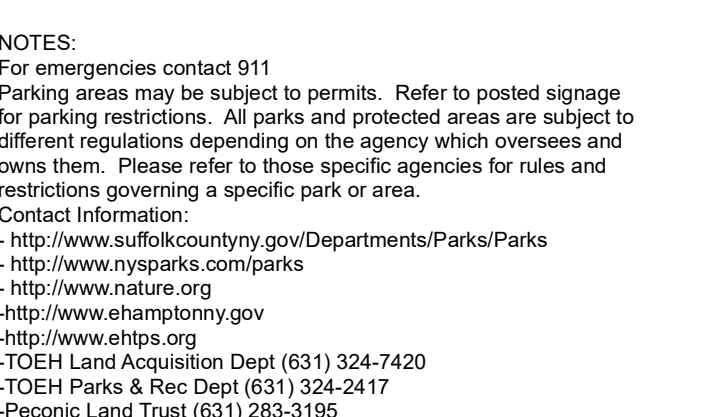 NOTES:
For emergencies contact 911
Parking areas may be subject to permits.  Refer to posted signage
for parking restrictions.  All parks and protected areas are subject to
different regulations depending on the agency which oversees and
owns them.  Please refer to those specific agencies for rules and
restrictions governing a specific park or area.
Contact Information:
- http://www.suffolkcountyny.gov/Departments/Parks/Parks
- http://www.nysparks.com/parks
- http://www.nature.org
-http://www.ehamptonny.gov
-http://www.ehtps.org
-TOEH Land Acquisition Dept (631) 324-7420
-TOEH Parks & Rec Dept (631) 324-2417
-Peconic Land Trust (631) 283-3195